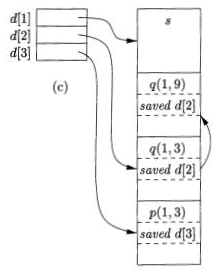 d[1]
d[2]
d[3]
(c)
s
q(1,9)
saved d[2]
q(1,3)
saved d[2]
p(1,3)
saved d[3]